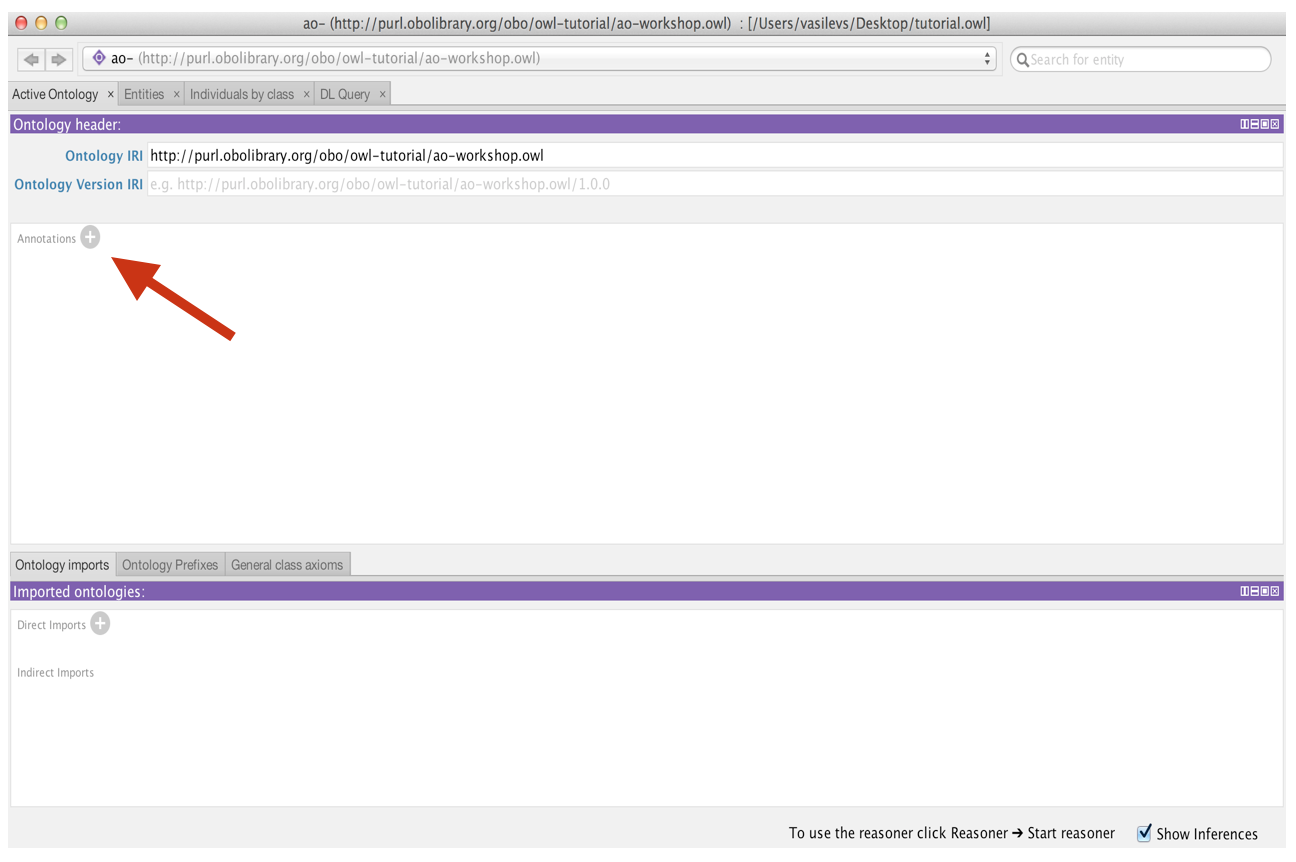 ao- (http://purl.obolibrary.org/obo/owl-tutorial/ao-workshop.owl) : [/Users/vasilevs/Desktop/tutorial.owl]
ao- (http://purl.obolibrary.org/obo/owl-tutorial/ao-workshop.owl)
Search for entity
Active Ontology × Entities × Individuals by class × DL Query ×
Ontology header:
Ontology IRI http://purl.obolibrary.org/obo/owl-tutorial/ao-workshop.owl
Ontology Version IRI e.g. http://purl.obolibrary.org/obo/owl-tutorial/ao-workshop.owl/1.0.0
Annotations
Ontology imports Ontology Prefixes General class axioms
Imported ontologies:
Direct Imports
Indirect Imports
To use the reasoner click Reasoner → Start reasoner Show Inferences